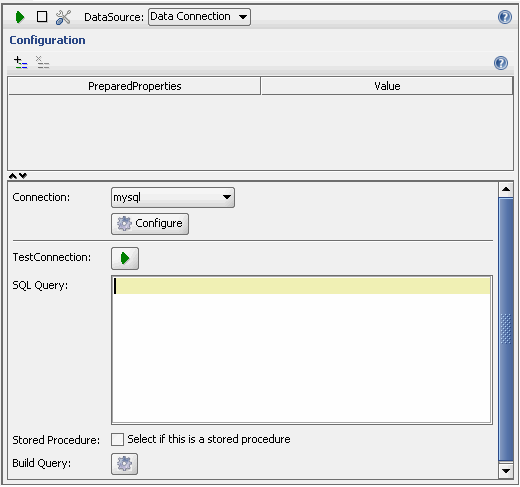 DataSource: Data Connection
Configuration
PreparedProperties Value
Connection: mysql
Configure
TestConnection:
SQL Query:
Stored Procedure: Select if this is a stored procedure
Build Query: